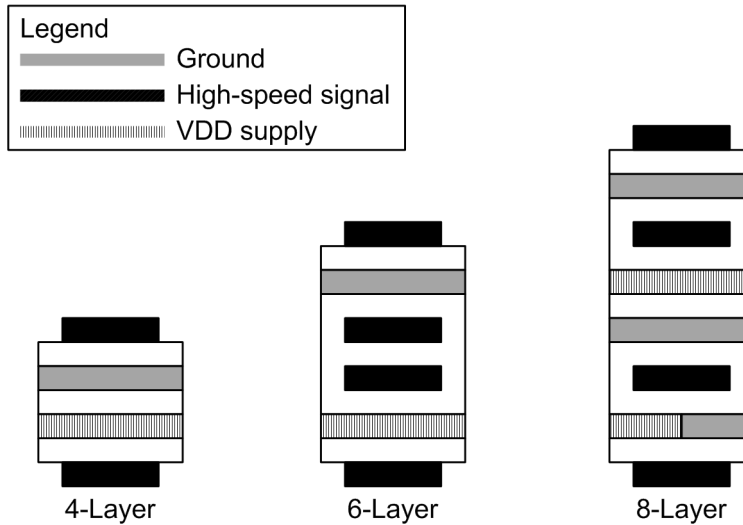 Legend
Ground
High-speed signal
VDD supply
4-Layer
6-Layer
8-Layer